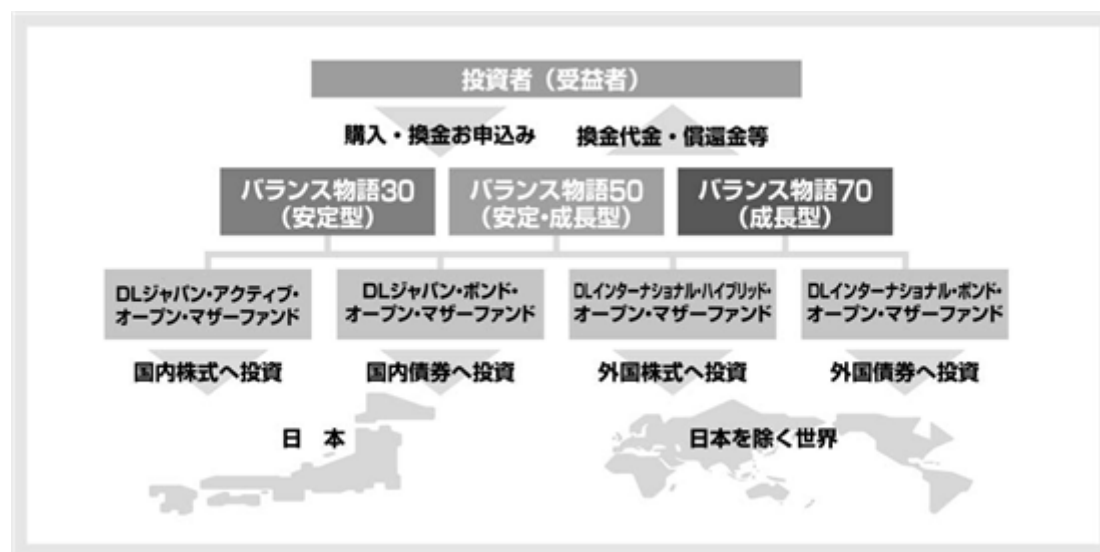 投資者（受益者）
購入・換金お申込み
換金代金・償還金等
バランス物語30
（安定型）
バランス物語50
（安定・成長型）
バランス物語70
（成長型）
DLジャパン・アクティブ・
オープン・マザーファンド
DLジャパン・ボンド・
オープン・マザーファンド
DLインターナショナル・ハイブリッド・
オープン・マザーファンド
DLインターナショナル・ボンド・
オープン・マザーファンド
国内株式へ投資
国内債券へ投資
外国株式へ投資
外国債券へ投資
日　本
日本を除く世界